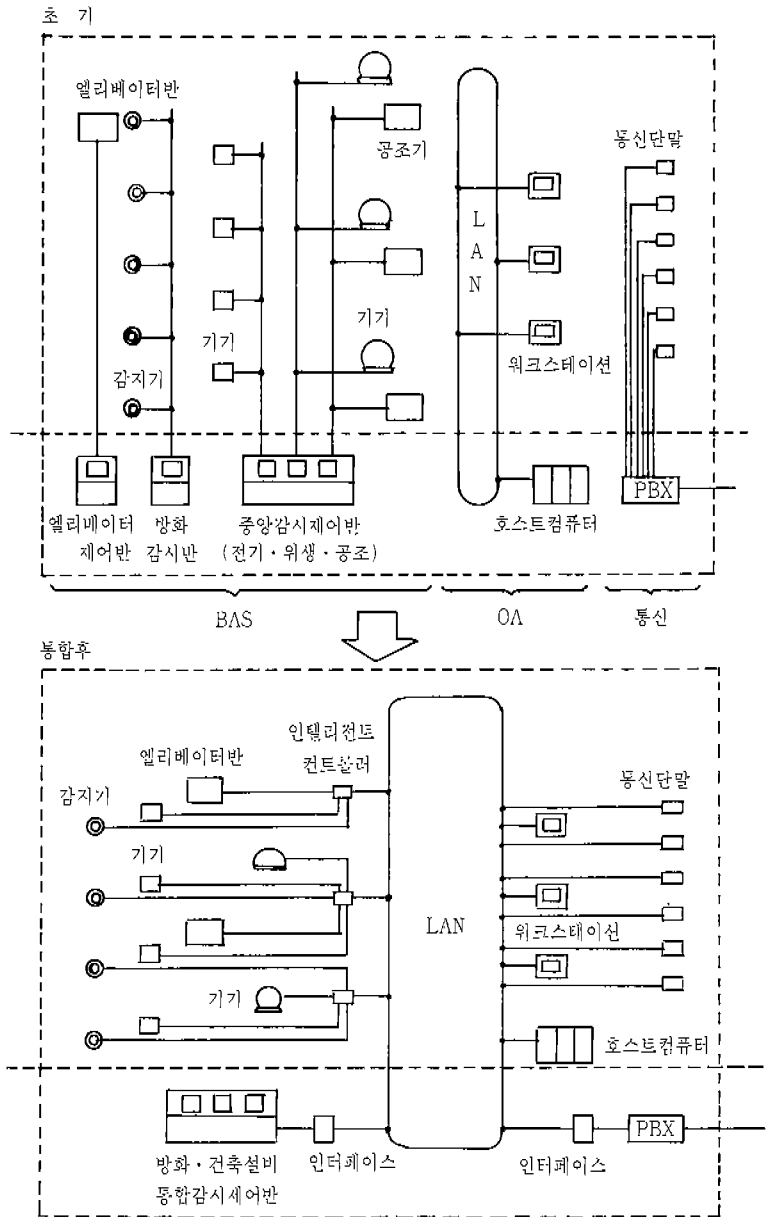 초 기
엘리베이터반
공조기
통신단말
L
A
N
기기
기기
감지기
워크스테이션
PBX
엘리베이터
제어반
방화
감시반
중앙감시제어반
(전기·위생·공조)
호스트컴퓨터
BAS
OA
통신
통합후
인텔리전트
컨트롤러
엘리베이터반
감지기
통신단말
기기
LAN
워크스테이션
기기
호스트컴퓨터
방화·건축설비
통합감시제어반
인터페이스
인터페이스
PBX